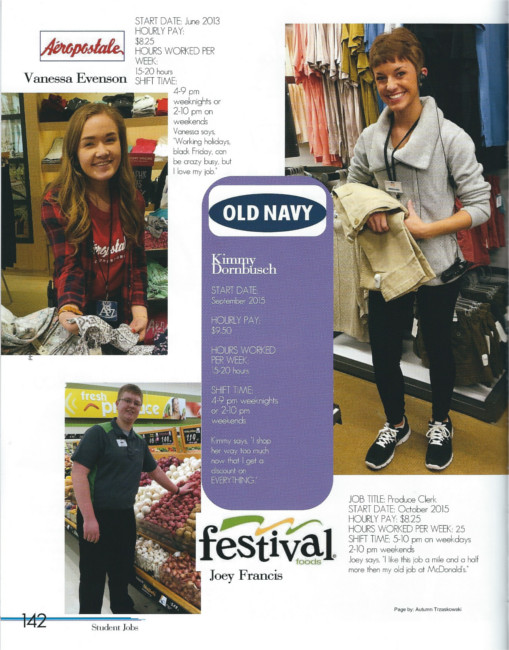 Aéropostale
Vanessa Evenson
START DATE: June 2013
HOURLY PAY:
$8.25
HOURS WORKED PER
WEEK:
15-20 hours
SHIFT TIME:
4-9 pm
weeknights or
2-10 pm on
weekends
Vanessa says,
"Working holidays,
black Friday, can
be crazy busy, but
I love my job."
OLD NAVY
Kimmy
Dornbusch
START DATE:
September 2015
HOURLY PAY:
$9.50
HOURS WORKED
PER WEEK:
15-20 hours
SHIFT TIME:
4-9 pm weeknights
or 2-10 pm
weekends
Kimmy says, "I shop
her way too much
now that I get a
discount on
EVERYTHING."
fresh
produce
festival
foods
Joey Francis
JOB TITLE: Produce Clerk
START DATE: October 2015
HOURLY PAY: $8.25
HOURS WORKED PER WEEK: 25
SHIFT TIME: 5-10 pm on weekdays
2-10 pm weekends
Joey says, "I like this job a mile and a half
more then my old job at McDonald's."
Page by: Autumn Trzeskowski
142
Student Jobs